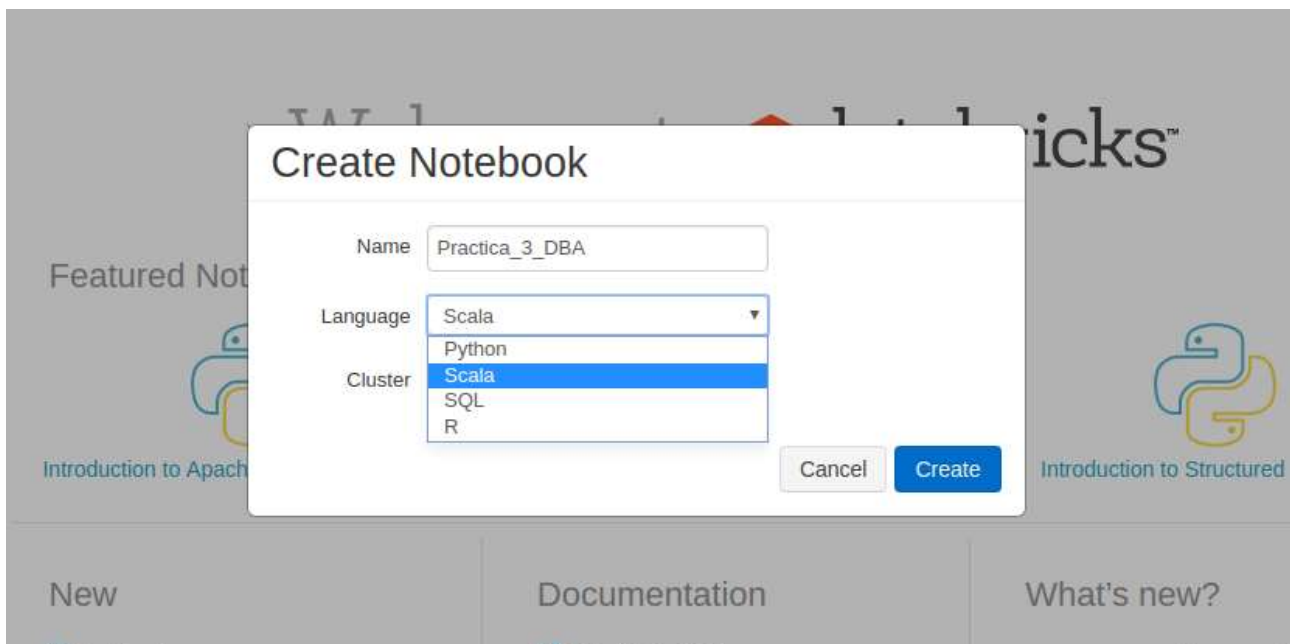 icks™
Create Notebook
Name Practica_3_DBA
Featured Not
Language Scala
Python
Cluster Scala
SQL
R
Cancel Create
Introduction to Apach
Introduction to Structured
New
Documentation
What's new?